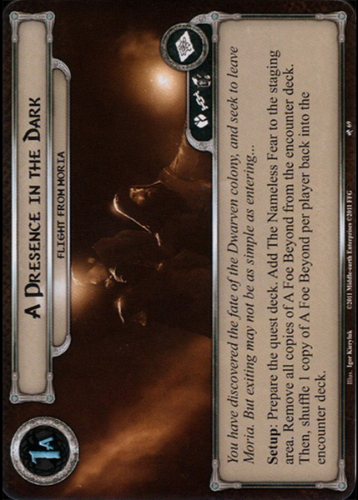 1A
A Presence in the Dark
Flight from Moria
You have discovered the fate of the Dwarven colony, and seek to leave
Moria. But exiting may not be as simple as entering...
Setup: Prepare the quest deck. Add The Nameless Fear to the staging
area. Remove all copies of A Foe Beyond from the encounter deck.
Then, shuffle 1 copy of A Foe Beyond per player back into the
encounter deck.
Illus. Igor Kieryluk ©2011 Middle-earth Enterprises ©2011 FFG 69